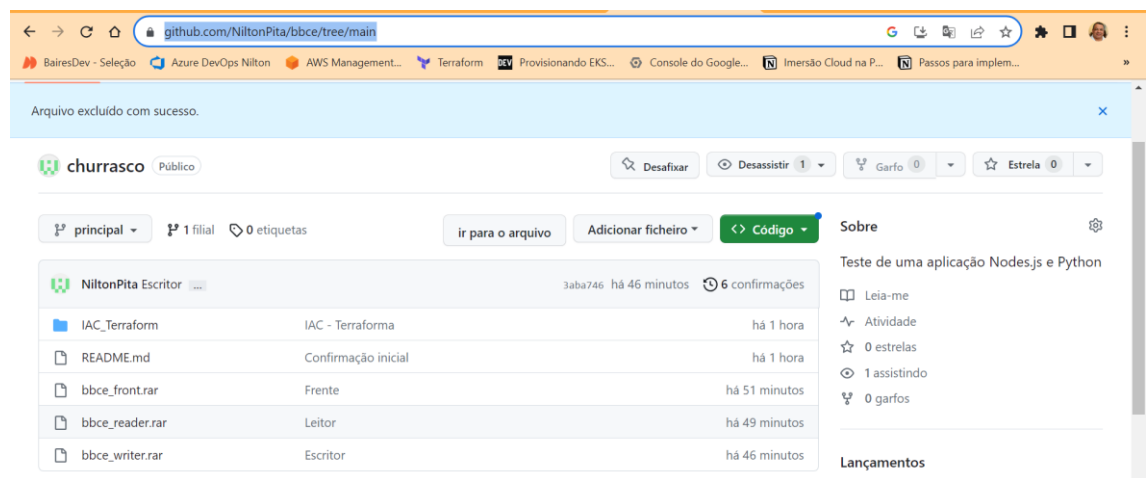 github.com/NiltonPita/bbce/tree/main
BairesDev - Seleção Azure DevOps Nilton AWS Management... Terraform DEV Provisionando EKS... Console do Google... Imersão Cloud na P... Passos para implem... »
Arquivo excluído com sucesso.
churrasco Público Desafixar Desassistir 1 Garfo 0 Estrela 0
principal 1 filial 0 etiquetas ir para o arquivo Adicionar ficheiro <> Código
Sobre
Teste de uma aplicação Nodes.js e Python
NiltonPita Escritor ... 3aba746 há 46 minutos 6 confirmações
IAC_Terraform IAC - Terraforma há 1 hora
README.md Confirmação inicial há 1 hora
bbce_front.rar Frente há 51 minutos
bbce_reader.rar Leitor há 49 minutos
bbce_writer.rar Escritor há 46 minutos
Leia-me
Atividade
0 estrelas
1 assistindo
0 garfos
Lançamentos